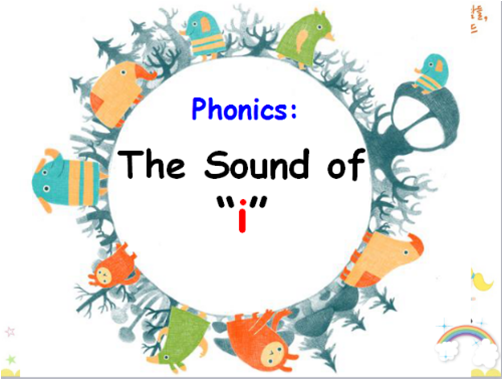 Phonics:
The Sound of
“i”